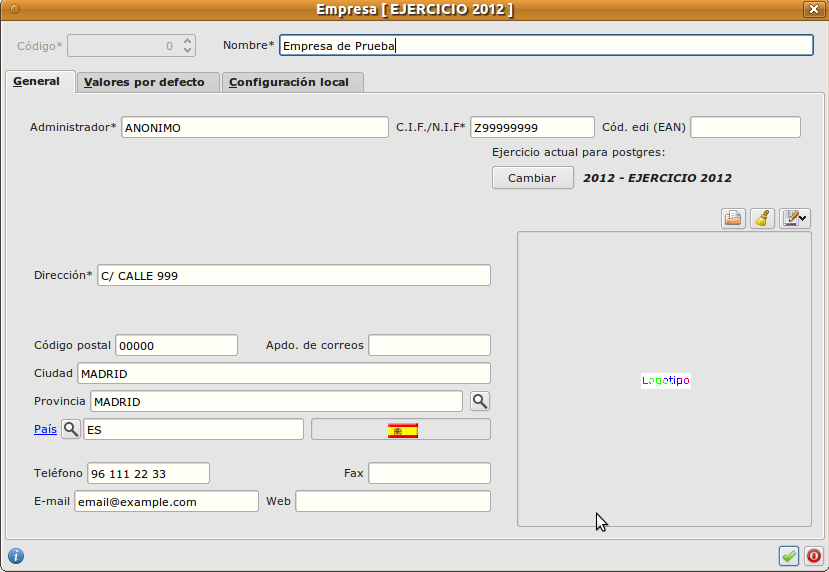 Empresa [ EJERCICIO 2012 ]
Código* 0 Nombre* Empresa de Prueba
General Valores por defecto Configuración local
Administrador* ANONIMO C.I.F./N.I.F* Z99999999 Cód. edi (EAN)
Ejercicio actual para postgres:
Cambiar 2012 - EJERCICIO 2012
Dirección* C/ CALLE 999
Código postal 00000 Apdo. de correos
Ciudad MADRID
Logotipo
Provincia MADRID
País ES
Teléfono 96 111 22 33 Fax
E-mail email@example.com Web